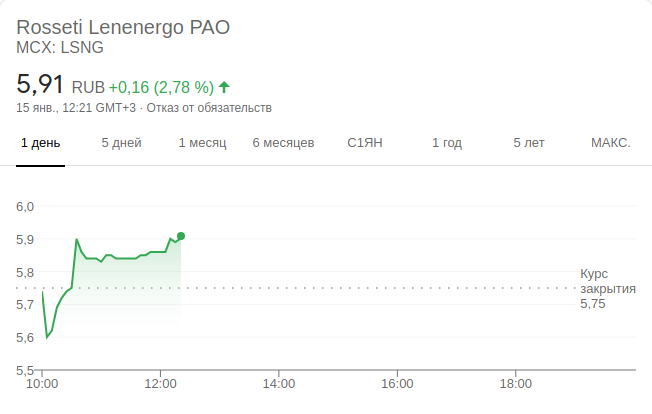 Rosseti Lenenergo PAO
MCX: LSNG
5,91 RUB +0,16 (2,78 %)
15 янв., 12:21 GMT+3 · Отказ от обязательств
1 день 5 дней 1 месяц 6 месяцев С1ЯН 1 год 5 лет МАКС.
6,0
5,9
5,8
Курс
закрытия
5,75
5,7
5,6
5,5
10:00 12:00 14:00 16:00 18:00